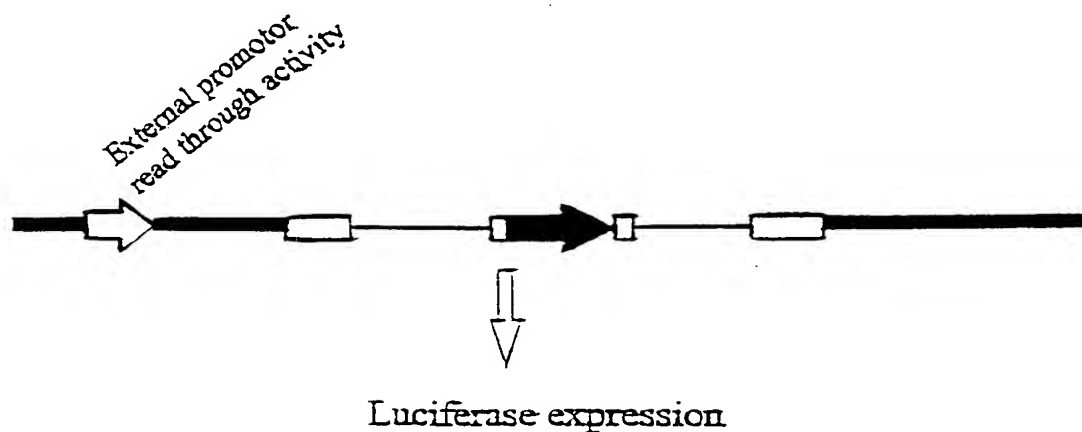 External promotor
read through activity
Luciferase expression